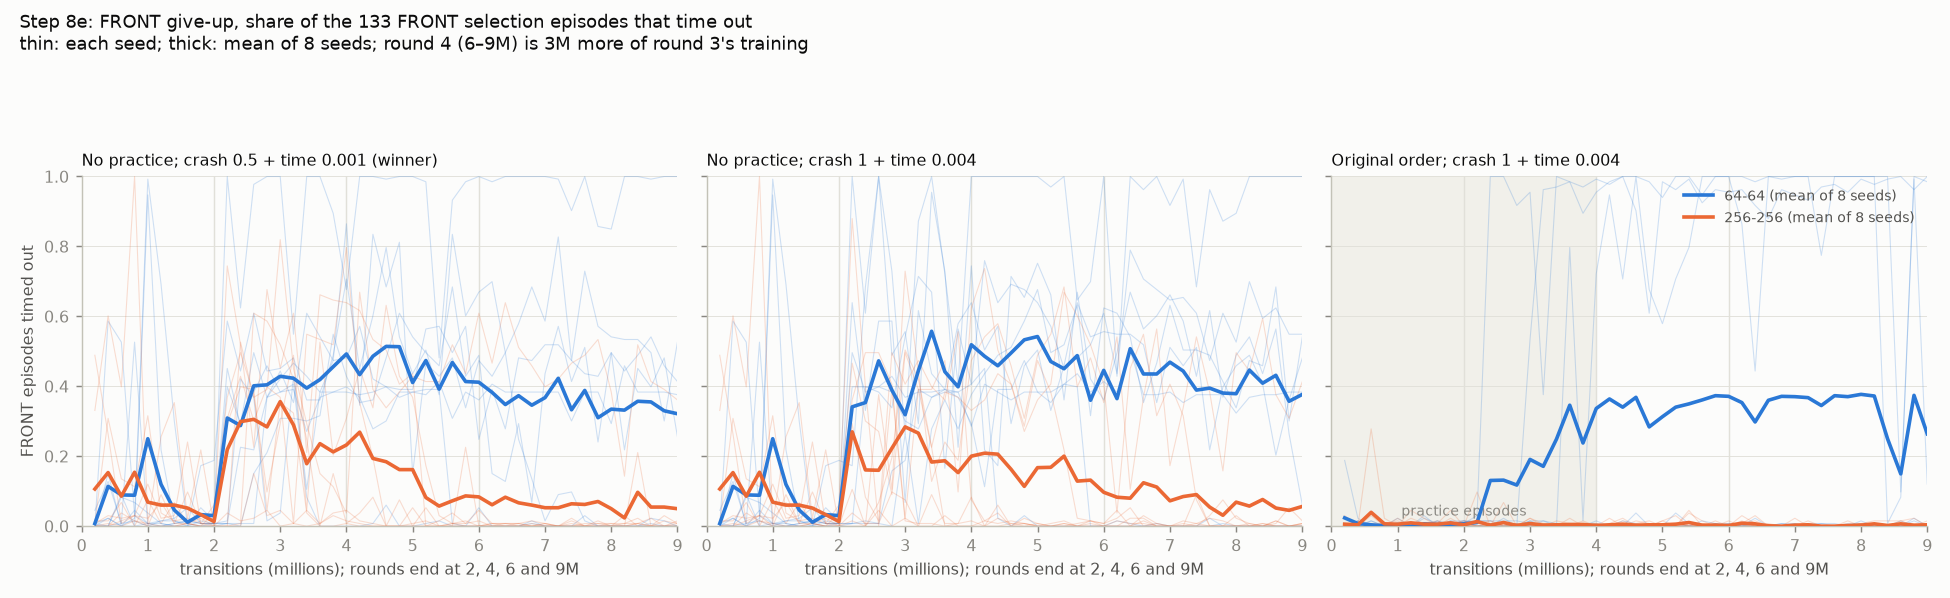 Step 8e: FRONT give-up, share of the 133 FRONT selection episodes that time out
thin: each seed; thick: mean of 8 seeds; round 4 (6–9M) is 3M more of round 3's training
No practice; crash 0.5 + time 0.001 (winner)
No practice; crash 1 + time 0.004
Original order; crash 1 + time 0.004
FRONT episodes timed out
1.0
0.8
0.6
0.4
0.2
0.0
64-64 (mean of 8 seeds)
256-256 (mean of 8 seeds)
practice episodes
0 1 2 3 4 5 6 7 8 9
0 1 2 3 4 5 6 7 8 9
0 1 2 3 4 5 6 7 8 9
transitions (millions); rounds end at 2, 4, 6 and 9M
transitions (millions); rounds end at 2, 4, 6 and 9M
transitions (millions); rounds end at 2, 4, 6 and 9M